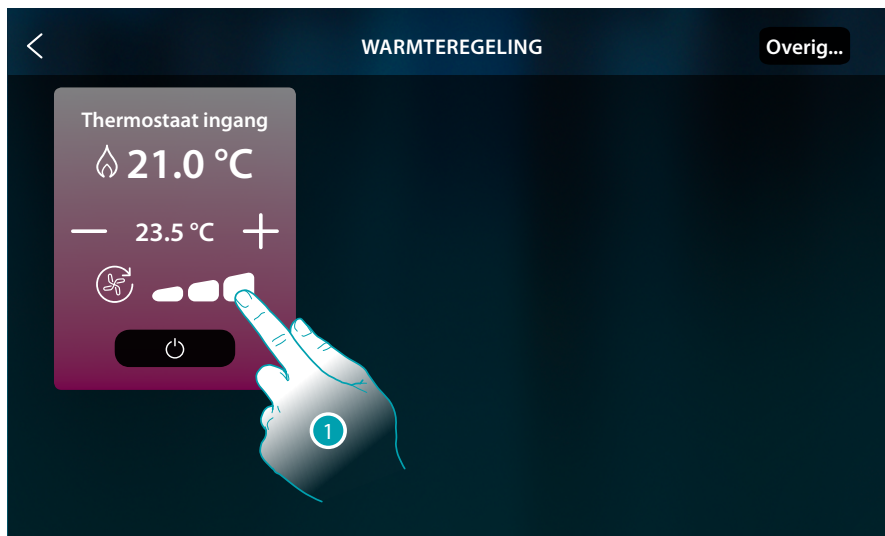 WARMTEREGELING
Overig...
Thermostaat ingang
21.0 °C
23.5 °C
1